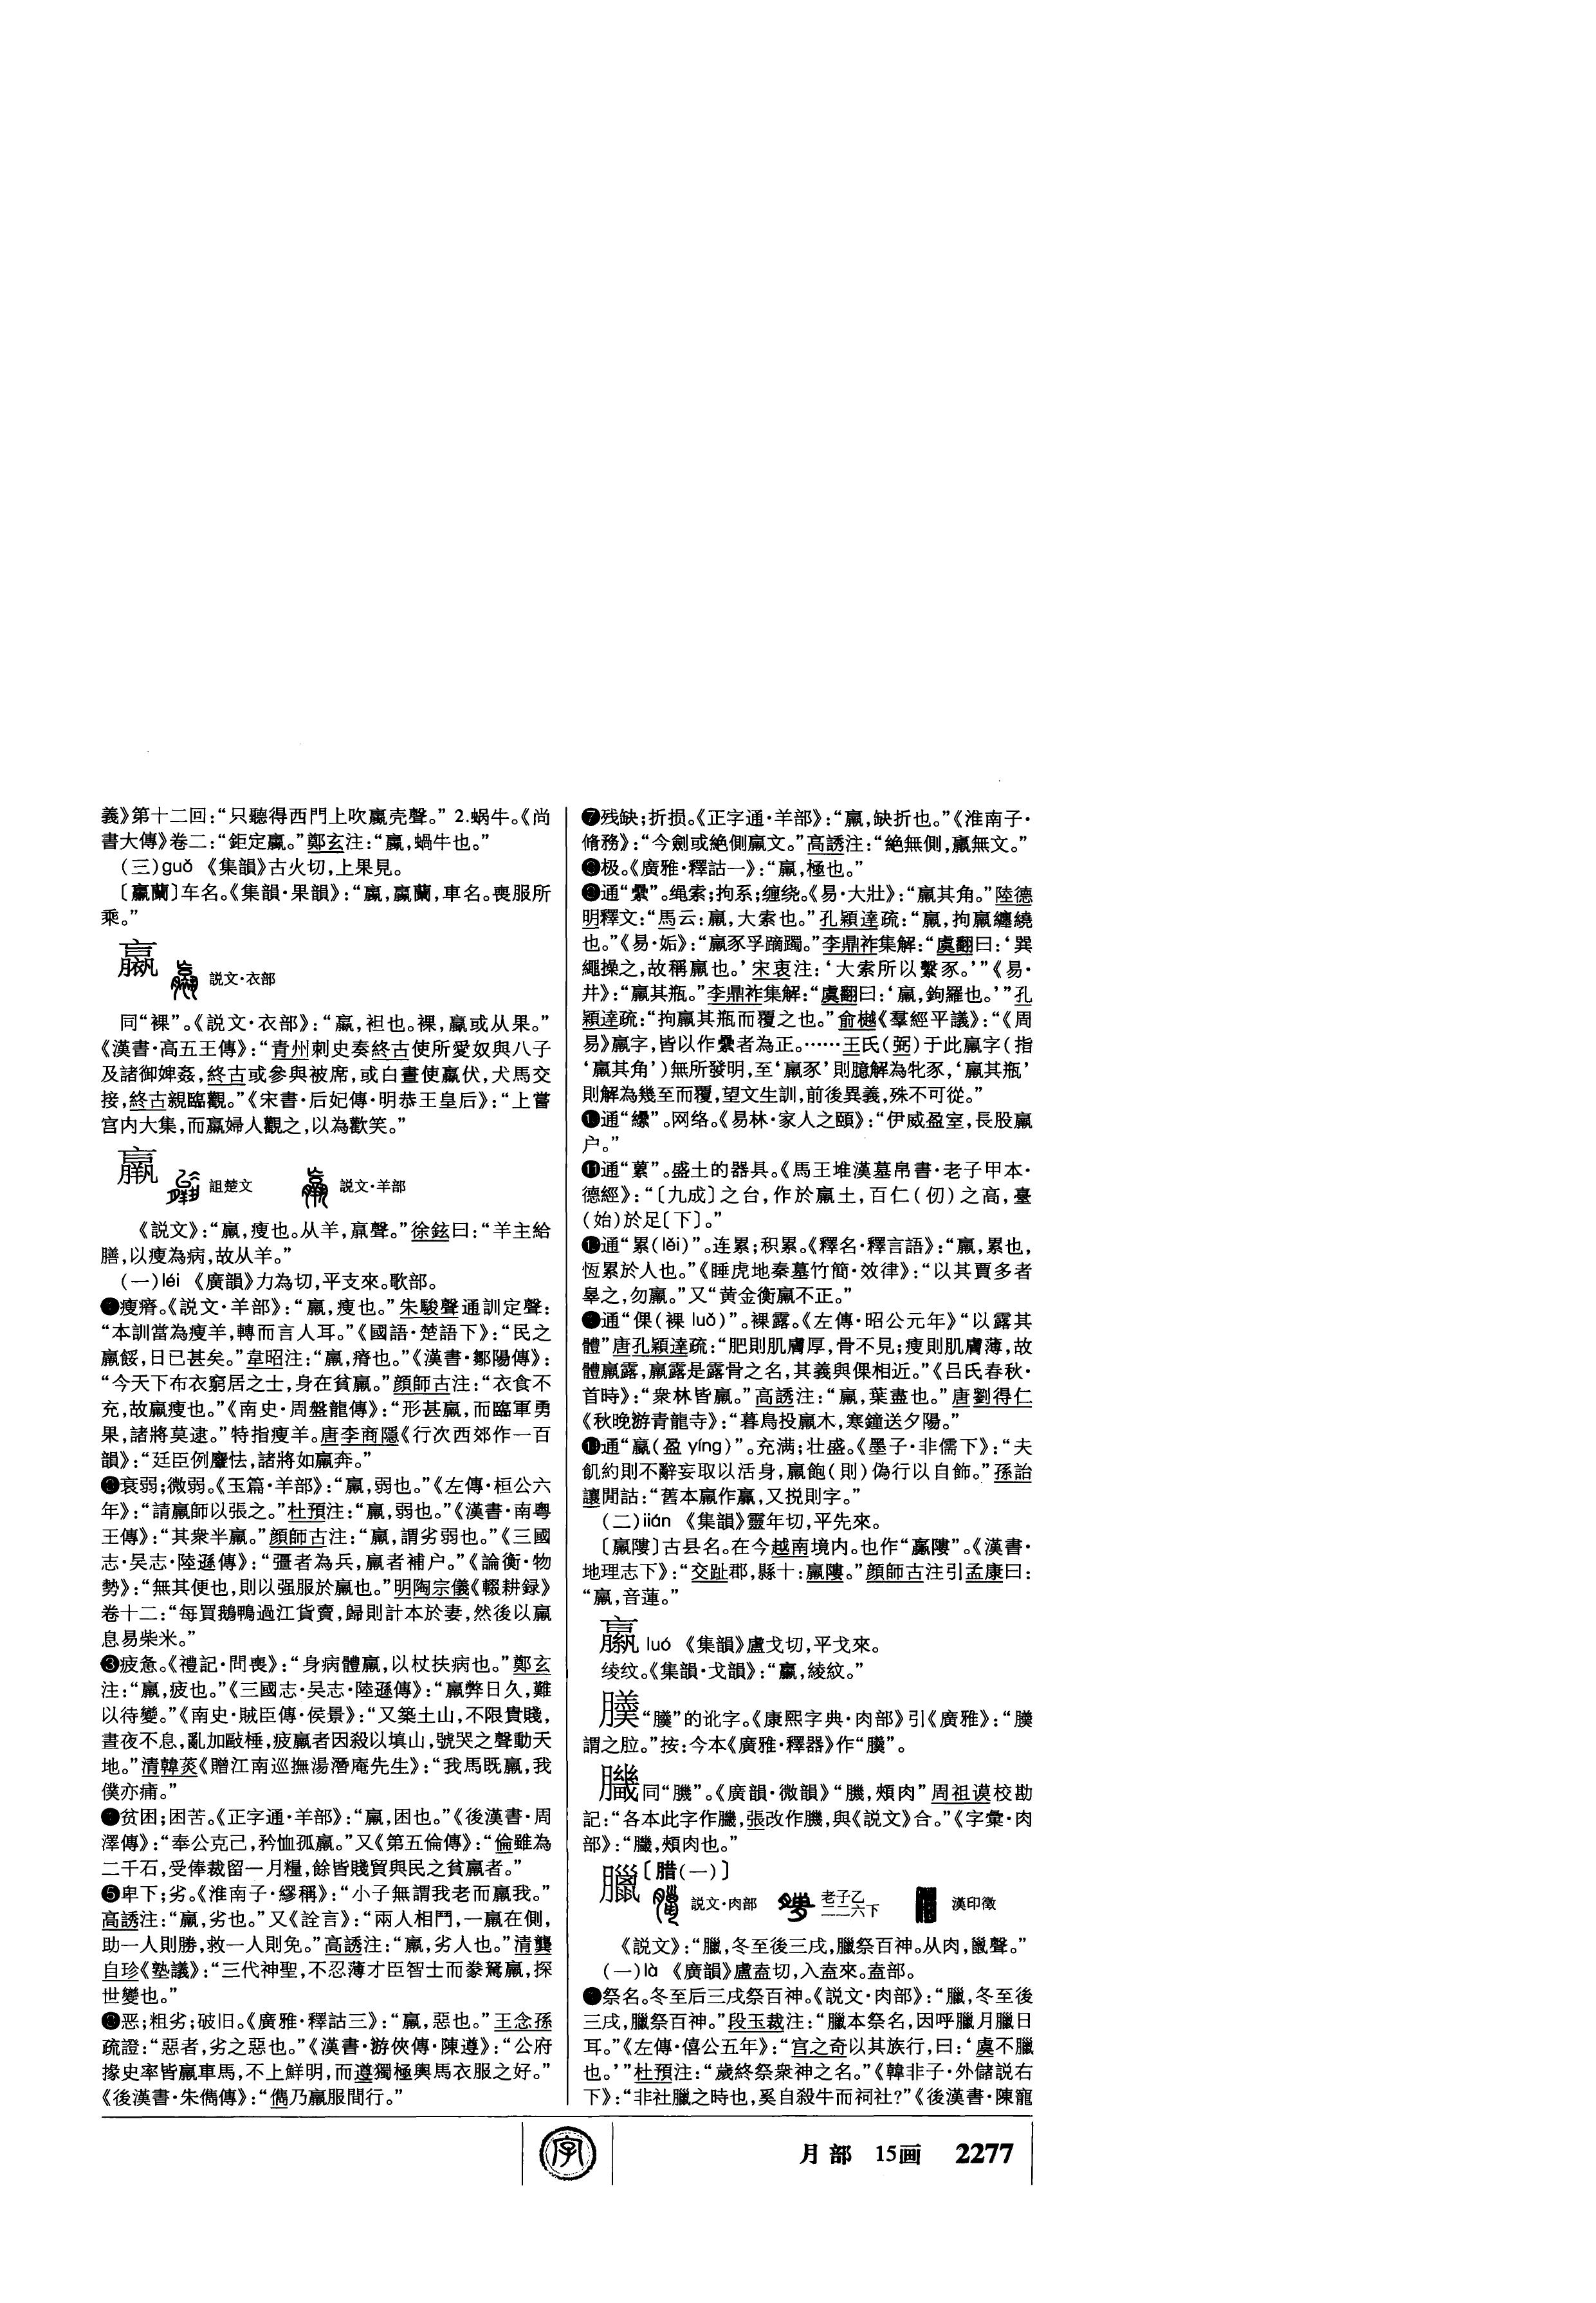 義》第十二回：“只聽得西門上吹蠃壳聲。” 2.蜗牛。《尚
書大傳》卷二：“鉅定蠃。”鄭玄注：“蠃，蝸牛也。”
（三）guǒ 《集韻》古火切，上果見。
〔蠃蘭〕车名。《集韻·果韻》：“蠃，蠃蘭，車名。喪服所
乘。”
臝 説文·衣部
同“裸”。《説文·衣部》：“臝，袒也。裸，臝或从果。”
《漢書·高五王傳》：“青州刺史奏終古使所愛奴與八子
及諸御婢姦，終古或參與被席，或白晝使臝伏，犬馬交
接，終古親臨觀。”《宋書·后妃傳·明恭王皇后》：“上嘗
宫内大集，而臝婦人觀之，以為歡笑。”
羸 詛楚文 説文·羊部
《説文》：“羸，瘦也。从羊，𣎆聲。”徐鉉曰：“羊主給
膳，以瘦為病，故从羊。”
（一）léi 《廣韻》力為切，平支來。歌部。
❶瘦瘠。《説文·羊部》：“羸，瘦也。”朱駿聲通訓定聲：
“本訓當為瘦羊，轉而言人耳。”《國語·楚語下》：“民之
羸餒，日已甚矣。”韋昭注：“羸，瘠也。”《漢書·鄒陽傳》：
“今天下布衣窮居之士，身在貧羸。”顔師古注：“衣食不
充，故羸瘦也。”《南史·周盤龍傳》：“形甚羸，而臨軍勇
果，諸將莫逮。”特指瘦羊。唐李商隱《行次西郊作一百
韻》：“廷臣例麞怯，諸將如羸奔。”
❷衰弱；微弱。《玉篇·羊部》：“羸，弱也。”《左傳·桓公六
年》：“請羸師以張之。”杜預注：“羸，弱也。”《漢書·南粤
王傳》：“其衆半羸。”顔師古注：“羸，謂劣弱也。”《三國
志·吴志·陸遜傳》：“彊者為兵，羸者補户。”《論衡·物
勢》：“無其便也，則以强服於羸也。”明陶宗儀《輟耕録》
卷十二：“每買鵝鴨過江貨賣，歸則計本於妻，然後以羸
息易柴米。”
❸疲惫。《禮記·問喪》：“身病體羸，以杖扶病也。”鄭玄
注：“羸，疲也。”《三國志·吴志·陸遜傳》：“羸弊日久，難
以待變。”《南史·賊臣傳·侯景》：“又築土山，不限貴賤，
晝夜不息，亂加毆棰，疲羸者因殺以填山，號哭之聲動天
地。”清韓菼《贈江南巡撫湯潛庵先生》：“我馬既羸，我
僕亦痡。”
❹贫困；困苦。《正字通·羊部》：“羸，困也。”《後漢書·周
澤傳》：“奉公克己，矜恤孤羸。”又《第五倫傳》：“倫雖為
二千石，受俸裁留一月糧，餘皆賤貿與民之貧羸者。”
❺卑下；劣。《淮南子·繆稱》：“小子無謂我老而羸我。”
高誘注：“羸，劣也。”又《詮言》：“兩人相鬥，一羸在側，
助一人則勝，救一人則免。”高誘注：“羸，劣人也。”清龔
自珍《塾議》：“三代神聖，不忍薄才臣智士而豢駑羸，探
世變也。”
❻恶；粗劣；破旧。《廣雅·釋詁三》：“羸，惡也。”王念孫
疏證：“惡者，劣之惡也。”《漢書·游俠傳·陳遵》：“公府
掾史率皆羸車馬，不上鮮明，而遵獨極輿馬衣服之好。”
《後漢書·朱儁傳》：“儁乃羸服間行。”
❼残缺；折损。《正字通·羊部》：“羸，缺折也。”《淮南子·
脩務》：“今劍或絶側羸文。”高誘注：“絶無側，羸無文。”
❽极。《廣雅·釋詁一》：“羸，極也。”
❾通“纍”。绳索；拘系；缠绕。《易·大壯》：“羸其角。”陸德
明釋文：“馬云：羸，大索也。”孔穎達疏：“羸，拘羸纏繞
也。”《易·姤》：“羸豕孚蹢躅。”李鼎祚集解：“虞翻曰：‘巽
繩操之，故稱羸也。’宋衷注：‘大索所以繫豕。’”《易·
井》：“羸其瓶。”李鼎祚集解：“虞翻曰：‘羸，鉤羅也。’”孔
穎達疏：“拘羸其瓶而覆之也。”俞樾《羣經平議》：“《周
易》羸字，皆以作纍者為正。……王氏（弼）于此羸字（指
‘羸其角’）無所發明，至‘羸豕’則臆解為牝豕，‘羸其瓶’
則解為幾至而覆，望文生訓，前後異義，殊不可從。”
❿通“缧”。网络。《易林·家人之頤》：“伊威盈室，長股羸
户。”
⓫通“蔂”。盛土的器具。《馬王堆漢墓帛書·老子甲本·
德經》：“〔九成〕之台，作於羸土，百仁（仞）之高，臺
（始）於足〔下〕。”
⓬通“累（lěi）”。连累；积累。《釋名·釋言語》：“羸，累也，
恆累於人也。”《睡虎地秦墓竹簡·效律》：“以其賈多者
辠之，勿羸。”又“黄金衡羸不正。”
⓭通“倮（裸 luǒ）”。裸露。《左傳·昭公元年》“以露其
體”唐孔穎達疏：“肥則肌膚厚，骨不見；瘦則肌膚薄，故
體羸露，羸露是露骨之名，其義與倮相近。”《吕氏春秋·
首時》：“衆林皆羸。”高誘注：“羸，葉盡也。”唐劉得仁
《秋晚游青龍寺》：“暮鳥投羸木，寒鐘送夕陽。”
⓮通“嬴（盈 yíng）”。充满；壮盛。《墨子·非儒下》：“夫
飢約則不辭妄取以活身，羸飽（則）偽行以自飾。”孫詒
讓閒詁：“舊本羸作嬴，又挩則字。”
（二）lián 《集韻》靈年切，平先來。
〔羸𨻻〕古县名。在今越南境内。也作“𦝠𨻻”。《漢書·
地理志下》：“交趾郡，縣十：羸𨻻。”顔師古注引孟康曰：
“羸，音蓮。”
luó 《集韻》盧戈切，平戈來。
绫纹。《集韻·戈韻》：“，綾紋。”
“”的讹字。《康熙字典·肉部》引《廣雅》：“
謂之脸。”按：今本《廣雅·釋器》作“”。
同“𦠄”。《廣韻·微韻》“𦠄，頰肉”周祖谟校勘
記：“各本此字作，張改作𦠄，與《説文》合。”《字彙·肉
部》：“，頰肉也。”
臘〔腊（一）〕 説文·肉部 老子乙二二六下 漢印徵
《説文》：“臘，冬至後三戌，臘祭百神。从肉，巤聲。”
（一）là 《廣韻》盧盍切，入盍來。盍部。
❶祭名。冬至后三戌祭百神。《説文·肉部》：“臘，冬至後
三戌，臘祭百神。”段玉裁注：“臘本祭名，因呼臘月臘日
耳。”《左傳·僖公五年》：“宫之奇以其族行，曰：‘虞不臘
也。’”杜預注：“歲終祭衆神之名。”《韓非子·外儲説右
下》：“非社臘之時也，奚自殺牛而祠社？”《後漢書·陳寵
字
月部 15画 2277